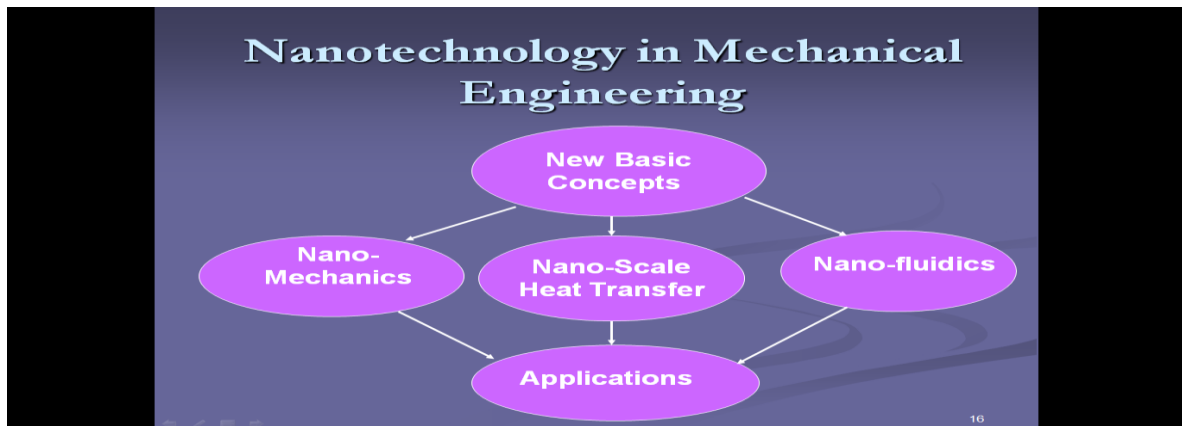 Nanotechnology in Mechanical
Engineering
New Basic
Concepts
Nano-
Mechanics
Nano-Scale
Heat Transfer
Nano-fluidics
Applications
16